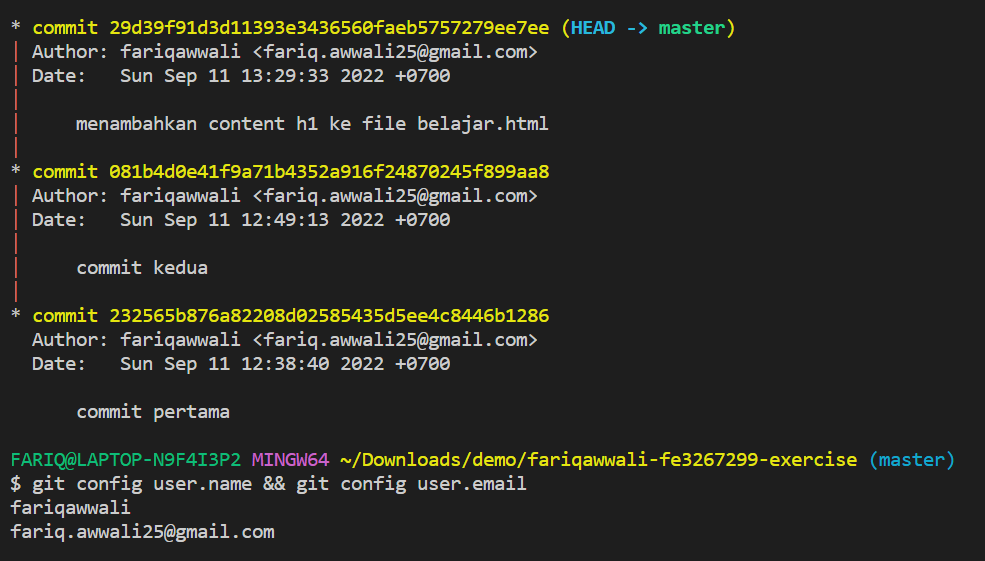 * commit 29d39f91d3d11393e3436560faeb5757279ee7ee (HEAD -> master)
| Author: fariqawwali <fariq.awwali25@gmail.com>
| Date:   Sun Sep 11 13:29:33 2022 +0700
|
|     menambahkan content h1 ke file belajar.html
|
* commit 081b4d0e41f9a71b4352a916f24870245f899aa8
| Author: fariqawwali <fariq.awwali25@gmail.com>
| Date:   Sun Sep 11 12:49:13 2022 +0700
|
|     commit kedua
|
* commit 232565b876a82208d02585435d5ee4c8446b1286
  Author: fariqawwali <fariq.awwali25@gmail.com>
  Date:   Sun Sep 11 12:38:40 2022 +0700

      commit pertama

FARIQ@LAPTOP-N9F4I3P2 MINGW64 ~/Downloads/demo/fariqawwali-fe3267299-exercise (master)
$ git config user.name && git config user.email
fariqawwali
fariq.awwali25@gmail.com